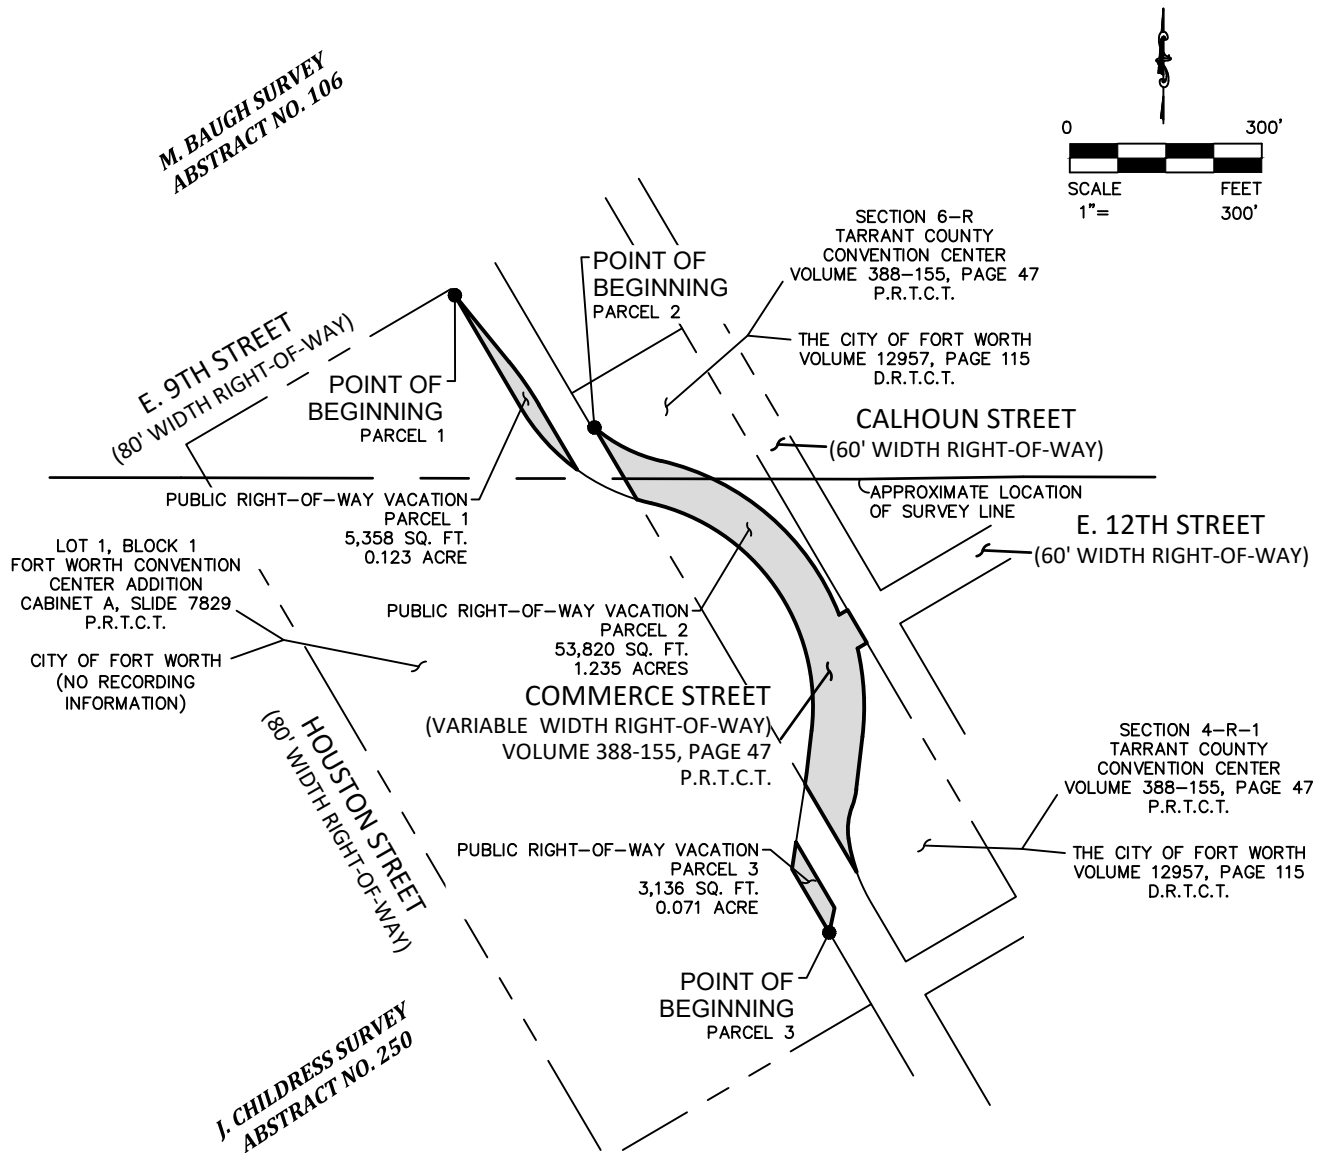 M. BAUGH SURVEY
ABSTRACT NO. 106
0 300'
SCALE FEET
1"= 300'
SECTION 6-R
TARRANT COUNTY
CONVENTION CENTER
VOLUME 388-155, PAGE 47
P.R.T.C.T.
POINT OF
BEGINNING
PARCEL 2
THE CITY OF FORT WORTH
VOLUME 12957, PAGE 115
D.R.T.C.T.
E. 9TH STREET
(80' WIDTH RIGHT-OF-WAY)
POINT OF
BEGINNING
PARCEL 1
CALHOUN STREET
(60' WIDTH RIGHT-OF-WAY)
PUBLIC RIGHT-OF-WAY VACATION
PARCEL 1
5,358 SQ. FT.
0.123 ACRE
APPROXIMATE LOCATION
OF SURVEY LINE
E. 12TH STREET
(60' WIDTH RIGHT-OF-WAY)
LOT 1, BLOCK 1
FORT WORTH CONVENTION
CENTER ADDITION
CABINET A, SLIDE 7829
P.R.T.C.T.
CITY OF FORT WORTH
(NO RECORDING
INFORMATION)
PUBLIC RIGHT-OF-WAY VACATION
PARCEL 2
53,820 SQ. FT.
1.235 ACRES
COMMERCE STREET
(VARIABLE WIDTH RIGHT-OF-WAY)
VOLUME 388-155, PAGE 47
P.R.T.C.T.
HOUSTON STREET
(80' WIDTH RIGHT-OF-WAY)
SECTION 4-R-1
TARRANT COUNTY
CONVENTION CENTER
VOLUME 388-155, PAGE 47
P.R.T.C.T.
PUBLIC RIGHT-OF-WAY VACATION
PARCEL 3
3,136 SQ. FT.
0.071 ACRE
THE CITY OF FORT WORTH
VOLUME 12957, PAGE 115
D.R.T.C.T.
POINT OF
BEGINNING
PARCEL 3
J. CHILDRESS SURVEY
ABSTRACT NO. 250